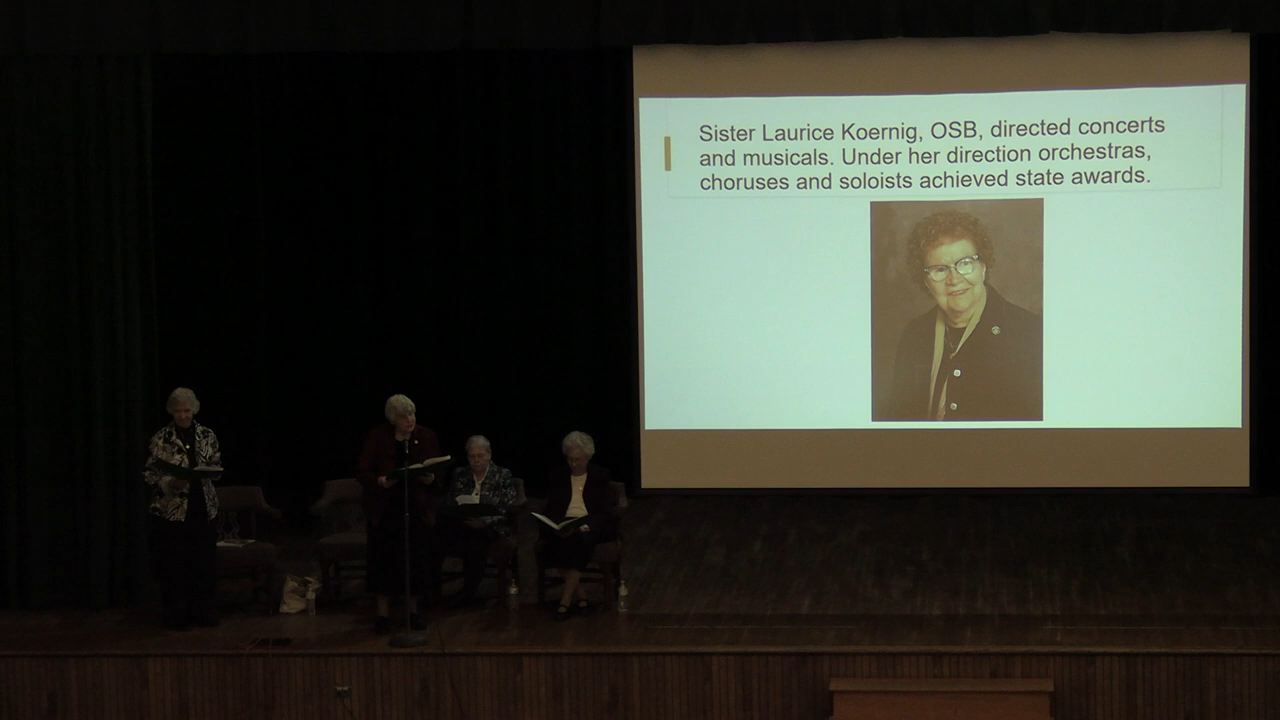 Sister Laurice Koernig, OSB, directed concerts
and musicals. Under her direction orchestras,
choruses and soloists achieved state awards.